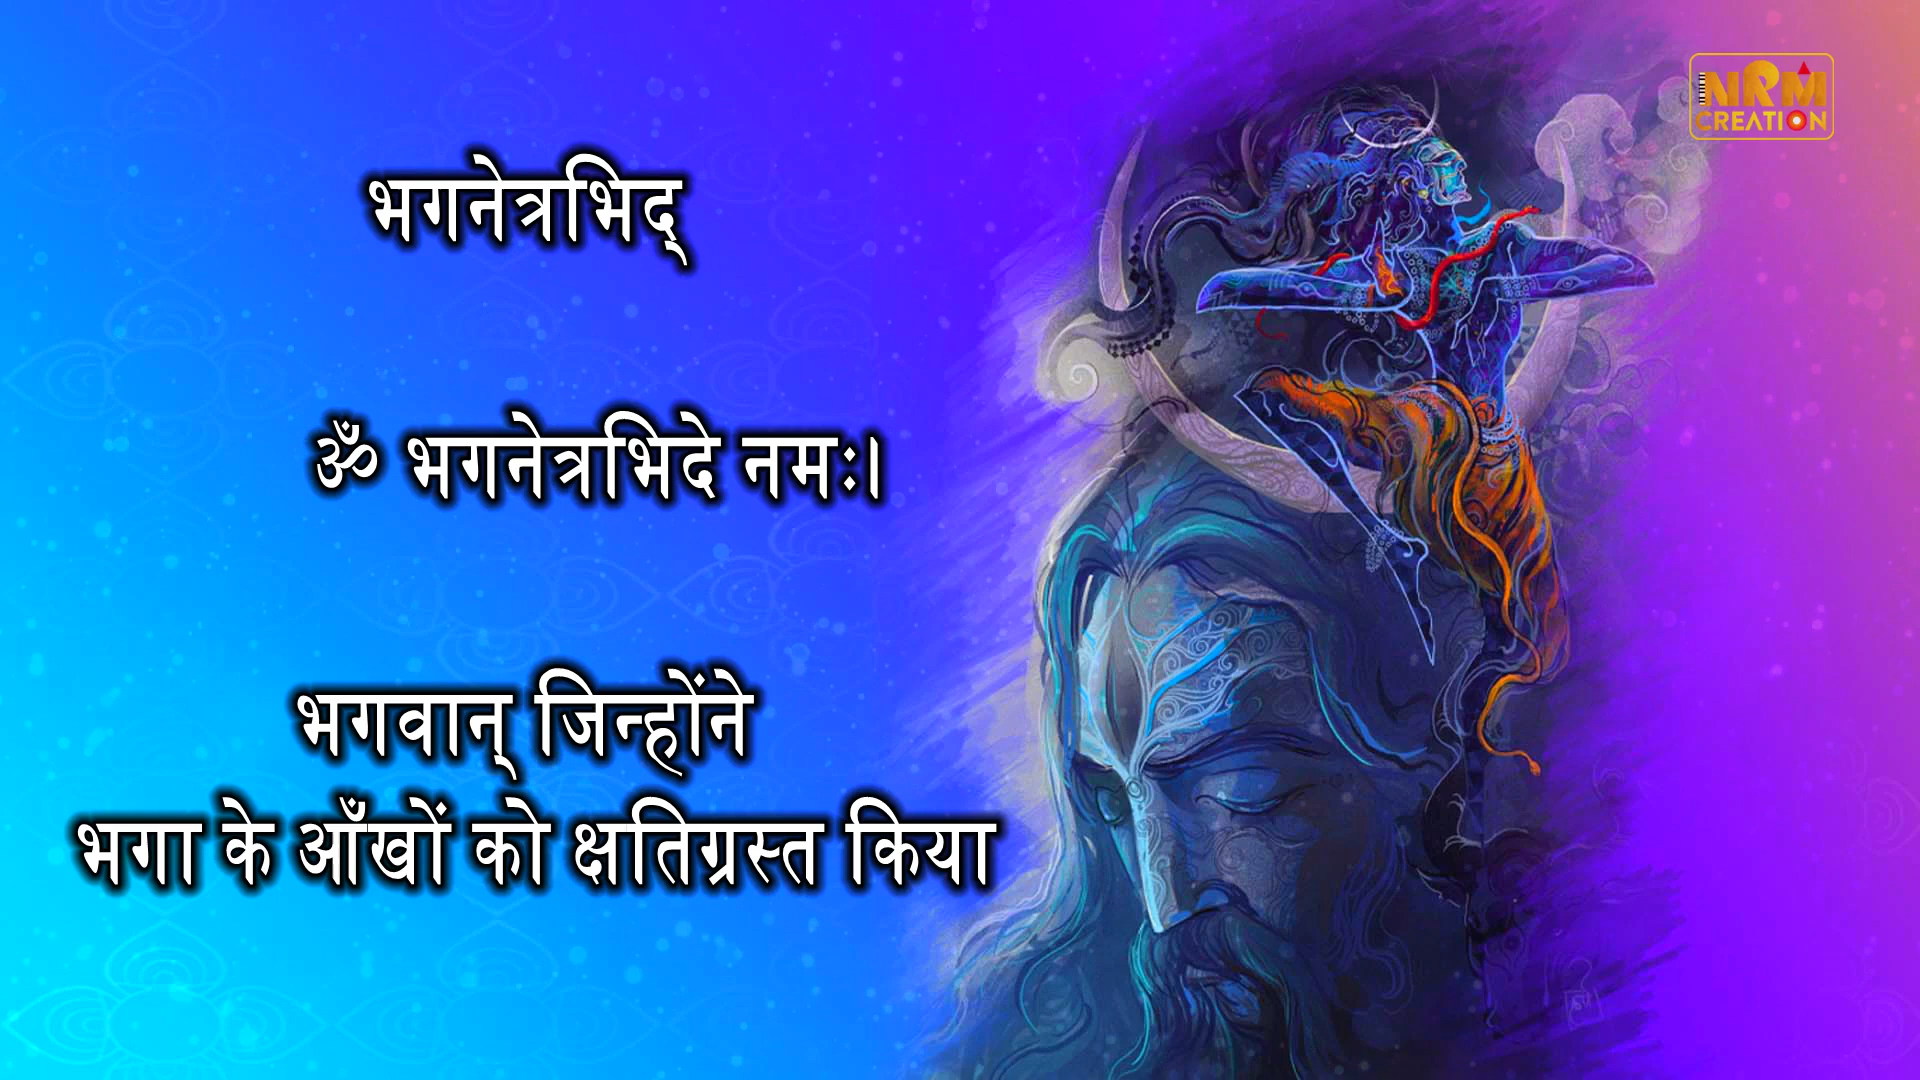 भगनेत्रभिद्
ॐ भगनेत्रभिदे नमः।
भगवान् जिन्होंने
भगा के आँखों को क्षतिग्रस्त किया
NRM
CREATION